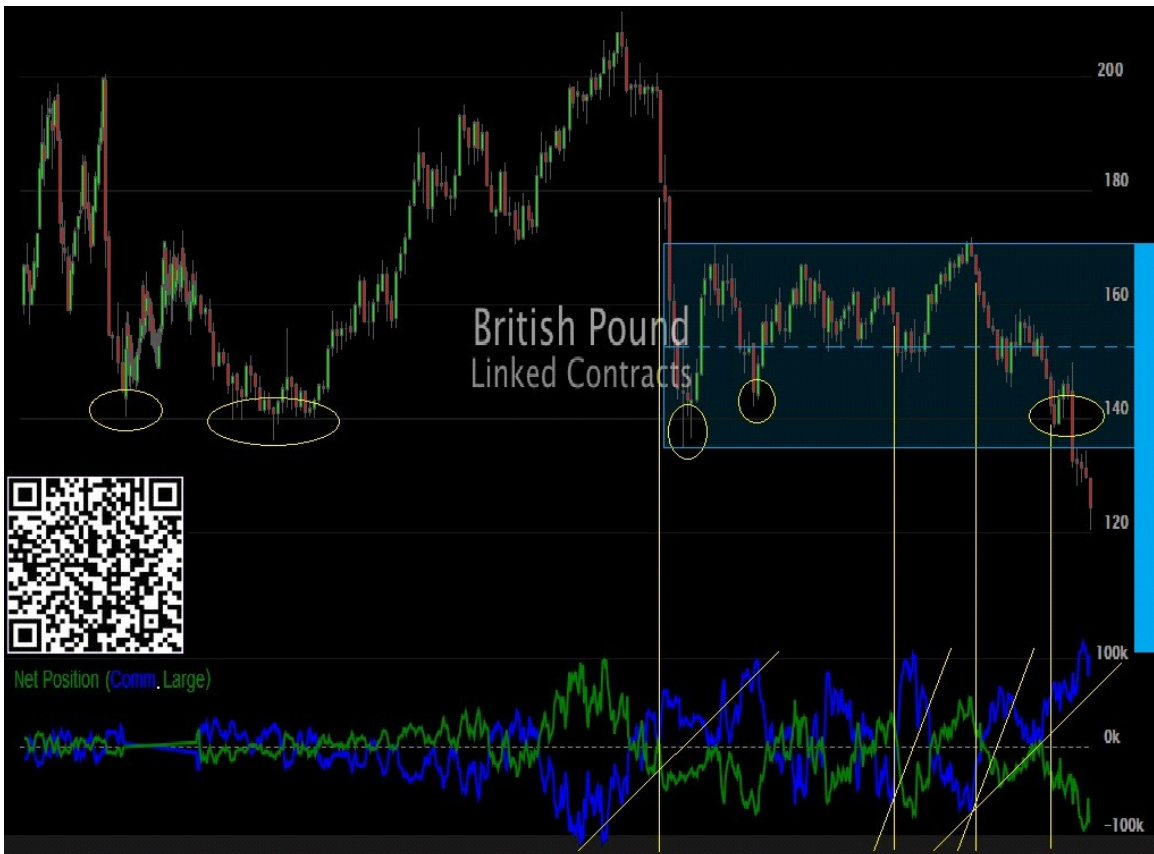 200
180
160
British Pound
Linked Contracts
140
120
100k
Net Position (Comm, Large)
0k
-100k